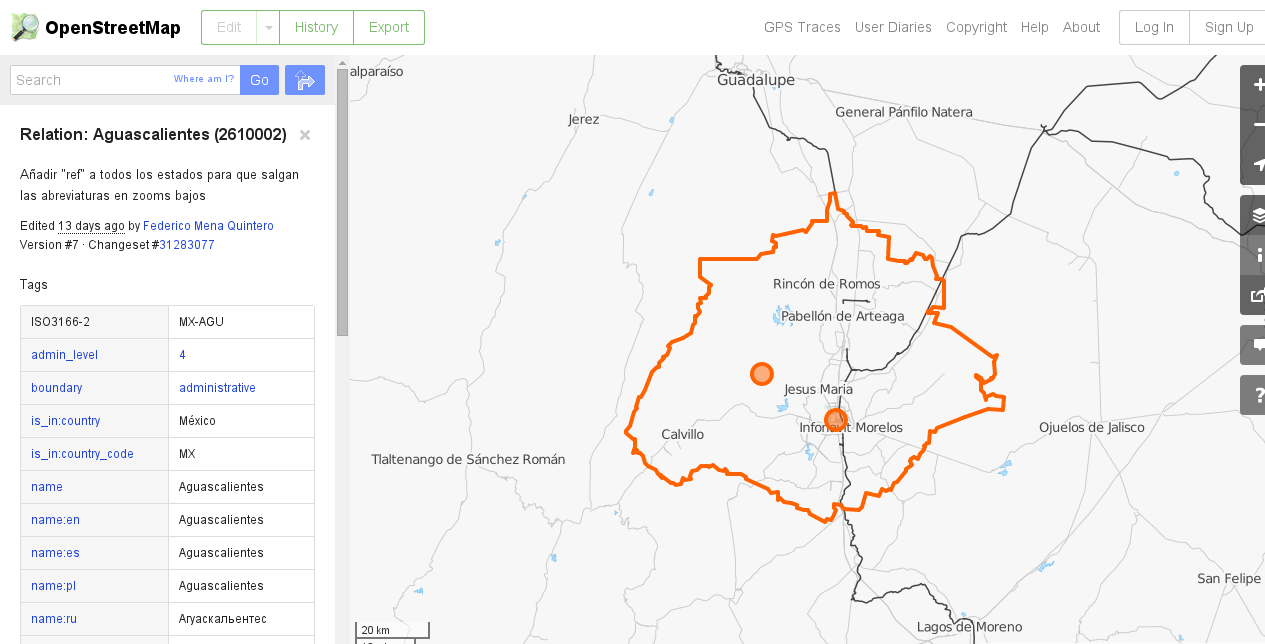 OpenStreetMap
Edit
History
Export
GPS Traces
User Diaries
Copyright
Help
About
Log In
Sign Up
Search
Where am I?
Go
Relation: Aguascalientes (2610002)
Añadir "ref" a todos los estados para que salgan
las abreviaturas en zooms bajos
Edited 13 days ago by Federico Mena Quintero
Version #7 · Changeset #31283077
Tags
ISO3166-2 MX-AGU
admin_level 4
boundary administrative
is_in:country México
is_in:country_code MX
name Aguascalientes
name:en Aguascalientes
name:es Aguascalientes
name:pl Aguascalientes
name:ru Агуаскальентес
alparaíso
Guadalupe
General Pánfilo Natera
Jerez
Rincón de Romos
Pabellón de Arteaga
Jesus Maria
Infonavit Morelos
Calvillo
Ojuelos de Jalisco
Tlaltenango de Sánchez Román
San Felipe
Lagos de Moreno
20 km